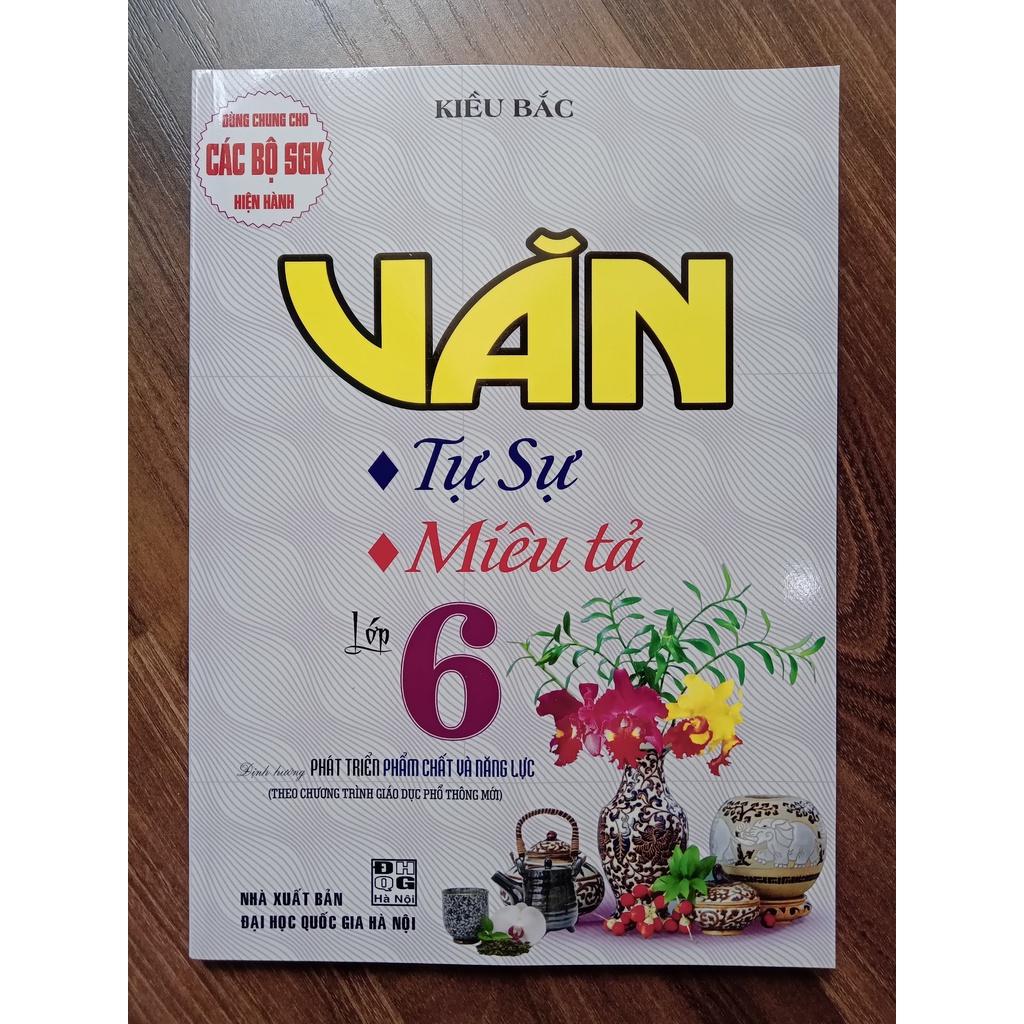 KIỀU BẮC
DÙNG CHUNG CHO
CÁC BỘ SGK
HIỆN HÀNH
VĂN
Tự Sự
Miêu tả
Lớp 6
Định hướng PHÁT TRIỂN PHẨM CHẤT VÀ NĂNG LỰC
(THEO CHƯƠNG TRÌNH GIÁO DỤC PHỔ THÔNG MỚI)
NHÀ XUẤT BẢN
ĐẠI HỌC QUỐC GIA HÀ NỘI
ĐH
QG
Hà Nội